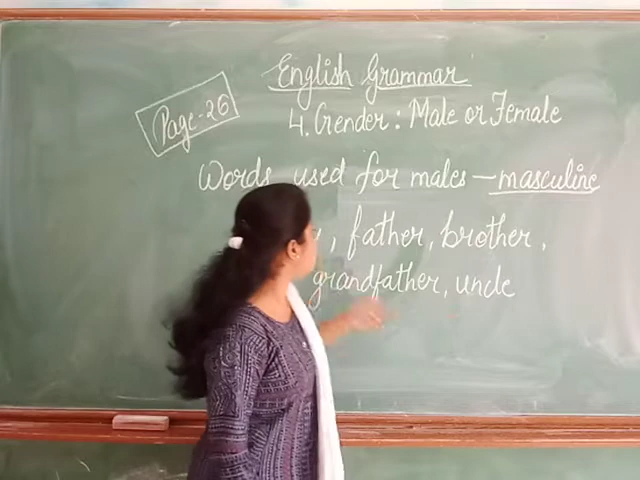 English Grammar
Page-26
4. Gender: Male or Female
Words used for males – masculine
, father, brother,
grandfather, uncle